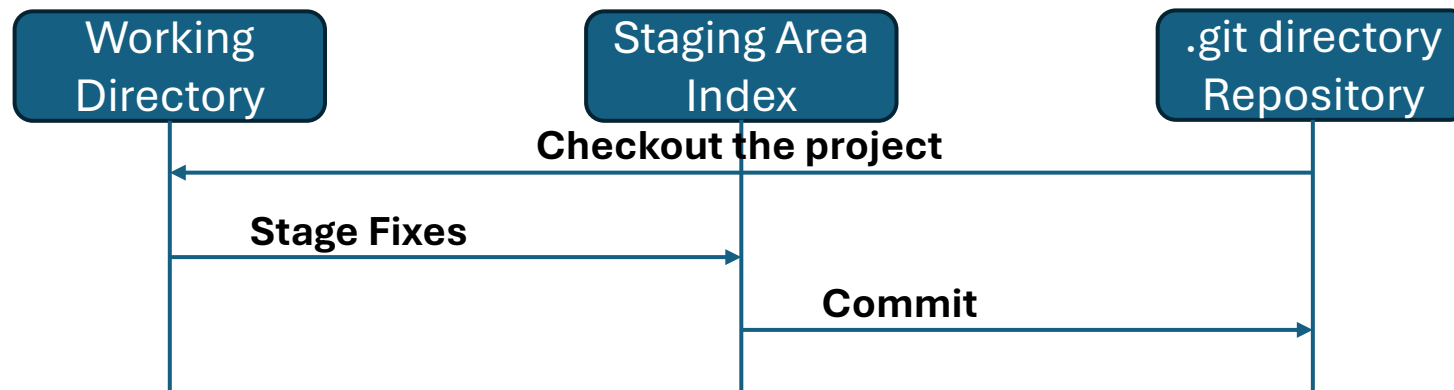 Working
Directory
Staging Area
Index
.git directory
Repository
Checkout the project
Stage Fixes
Commit